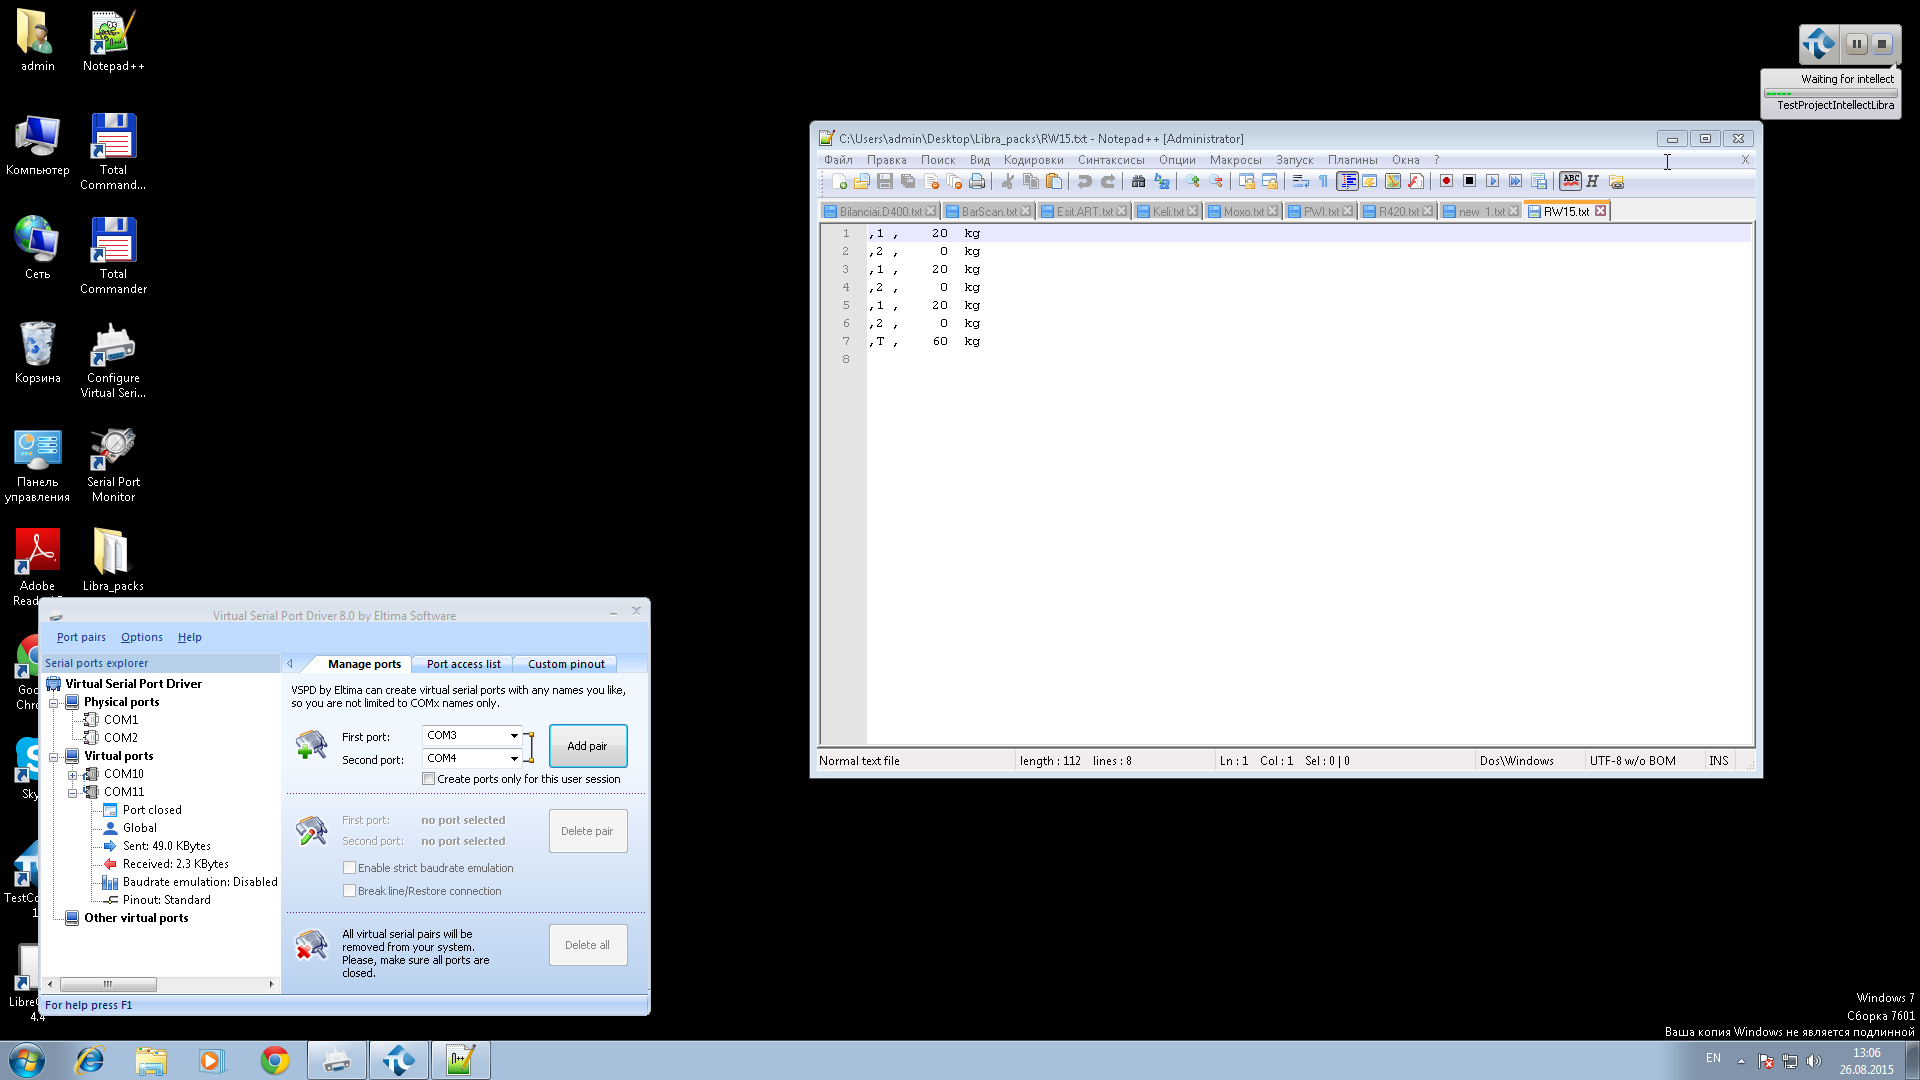 admin
Notepad++
Компьютер
Total
Command...
Сеть
Total
Commander
Корзина
Configure
Virtual Seri...
Панель
управления
Serial Port
Monitor
Adobe
Libra_packs
Waiting for intellect
TestProjectIntellectLibra
C:\Users\admin\Desktop\Libra_packs\RW15.txt - Notepad++ [Administrator]
Файл Правка Поиск Вид Кодировки Синтаксисы Опции Макросы Запуск Плагины Окна ? X
Bilanciai.D400.txt BarScan.txt Esit.ART.txt Keli.txt Moxo.txt PWI.txt R420.txt new 1.txt RW15.txt
1 ,1 , 20 kg
2 ,2 , 0 kg
3 ,1 , 20 kg
4 ,2 , 0 kg
5 ,1 , 20 kg
6 ,2 , 0 kg
7 ,T , 60 kg
8
Normal text file length : 112 lines : 8 Ln : 1 Col : 1 Sel : 0 | 0 Dos\Windows UTF-8 w/o BOM INS
Virtual Serial Port Driver 8.0 by Eltima Software
Port pairs Options Help
Serial ports explorer
Virtual Serial Port Driver
Physical ports
COM1
COM2
Virtual ports
COM10
COM11
Port closed
Global
Sent: 49.0 KBytes
Received: 2.3 KBytes
Baudrate emulation: Disabled
Pinout: Standard
Other virtual ports
Manage ports Port access list Custom pinout
VSPD by Eltima can create virtual serial ports with any names you like,
so you are not limited to COMx names only.
First port: COM3
Second port: COM4
Add pair
Create ports only for this user session
First port: no port selected
Second port: no port selected
Delete pair
Enable strict baudrate emulation
Break line/Restore connection
All virtual serial pairs will be
removed from your system.
Please, make sure all ports are
closed.
Delete all
For help press F1
4.4
Windows 7
Сборка 7601
Ваша копия Windows не является подлинной
EN
13:06
26.08.2015